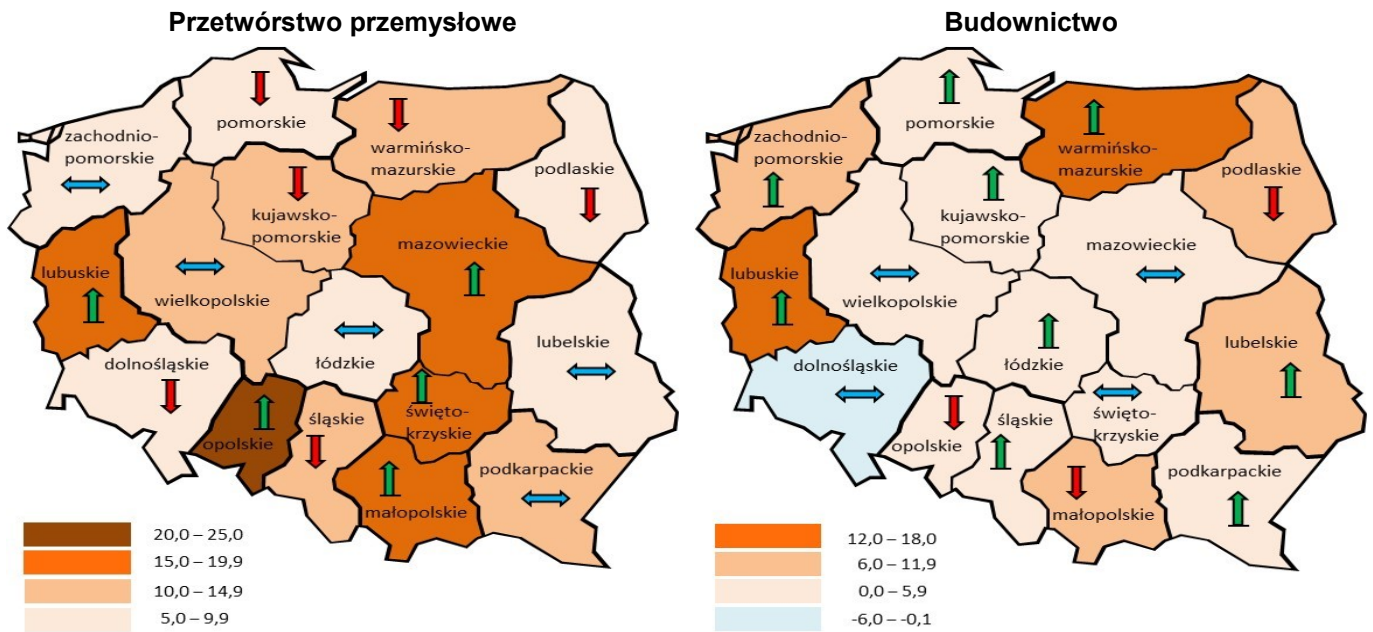 Przetwórstwo przemysłowe
pomorskie
zachodnio-
pomorskie
warmińsko-
mazurskie
podlaskie
kujawsko-
pomorskie
mazowieckie
lubuskie
wielkopolskie
lubelskie
łódzkie
dolnośląskie
śląskie
święto-
krzyskie
opolskie
podkarpackie
małopolskie
20,0 – 25,0
15,0 – 19,9
10,0 – 14,9
5,0 – 9,9
Budownictwo
pomorskie
zachodnio-
pomorskie
warmińsko-
mazurskie
podlaskie
kujawsko-
pomorskie
mazowieckie
lubuskie
wielkopolskie
lubelskie
łódzkie
dolnośląskie
śląskie
święto-
krzyskie
opolskie
podkarpackie
małopolskie
12,0 – 18,0
6,0 – 11,9
0,0 – 5,9
-6,0 – -0,1